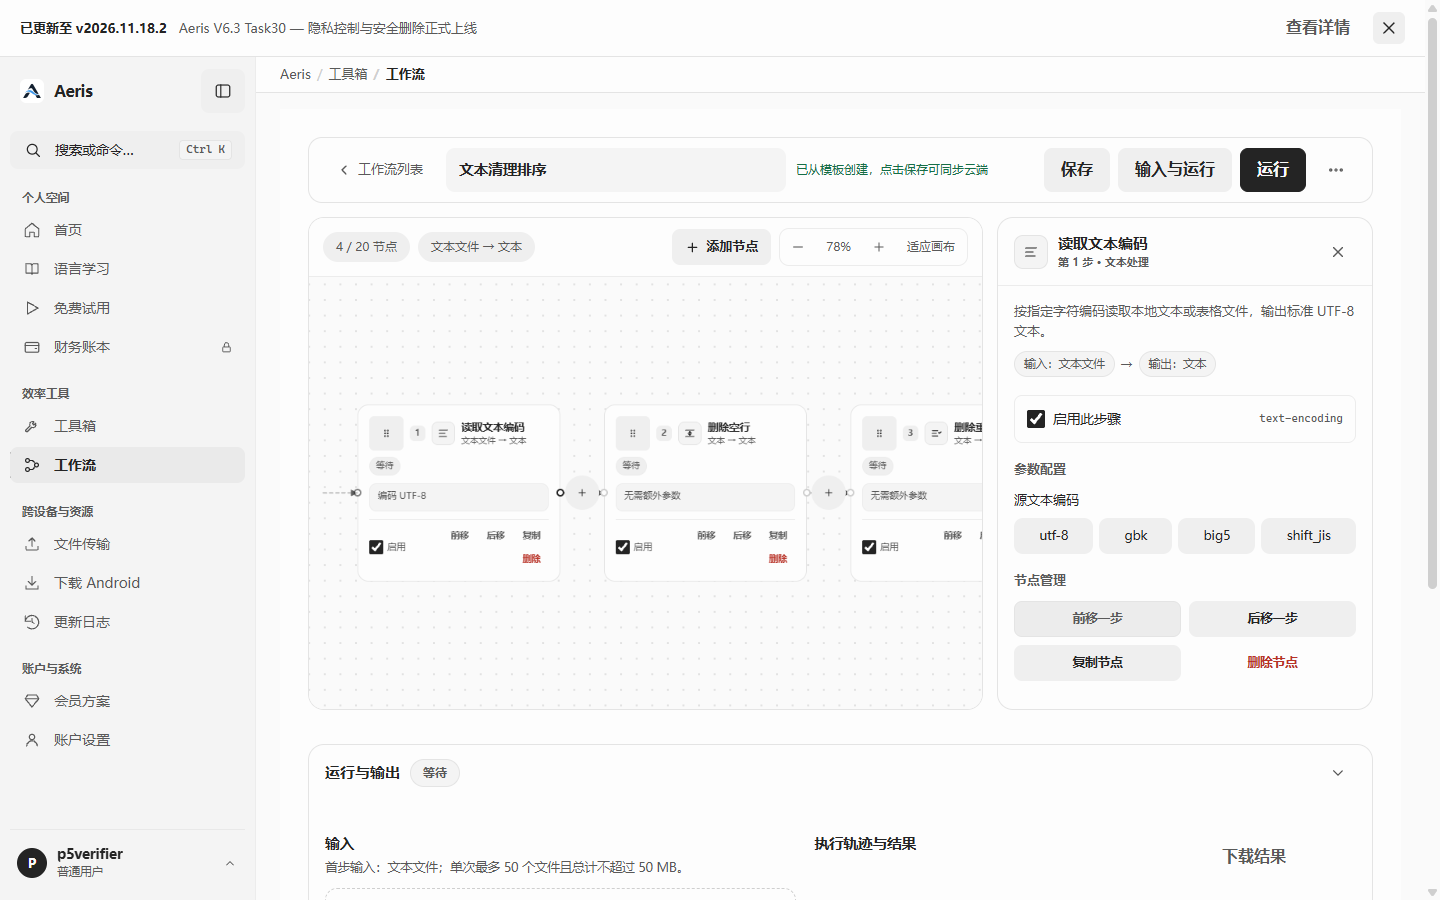 已更新至 v2026.11.18.2 Aeris V6.3 Task30 — 隐私控制与安全删除正式上线
查看详情
Aeris
搜索或命令... Ctrl K
个人空间
首页
语言学习
免费试用
财务账本
效率工具
工具箱
工作流
跨设备与资源
文件传输
下载 Android
更新日志
账户与系统
会员方案
账户设置
P
p5verifier
普通用户
Aeris / 工具箱 / 工作流
工作流列表
文本清理排序
已从模板创建，点击保存可同步云端
保存
输入与运行
运行
4 / 20 节点
文本文件 → 文本
添加节点
78%
适应画布
1
读取文本编码
文本文件 → 文本
等待
编码 UTF-8
启用
前移 后移 复制
删除
2
删除空行
文本 → 文本
等待
无需额外参数
启用
前移 后移 复制
删除
3
删除
文本 →
等待
无需额外参数
启用
前移
读取文本编码
第 1 步 • 文本处理
按指定字符编码读取本地文本或表格文件，输出标准 UTF-8
文本。
输入：文本文件 → 输出：文本
启用此步骤
text-encoding
参数配置
源文本编码
utf-8 gbk big5 shift_jis
节点管理
前移一步 后移一步
复制节点 删除节点
运行与输出 等待
输入
首步输入：文本文件；单次最多 50 个文件且总计不超过 50 MB。
执行轨迹与结果
下载结果